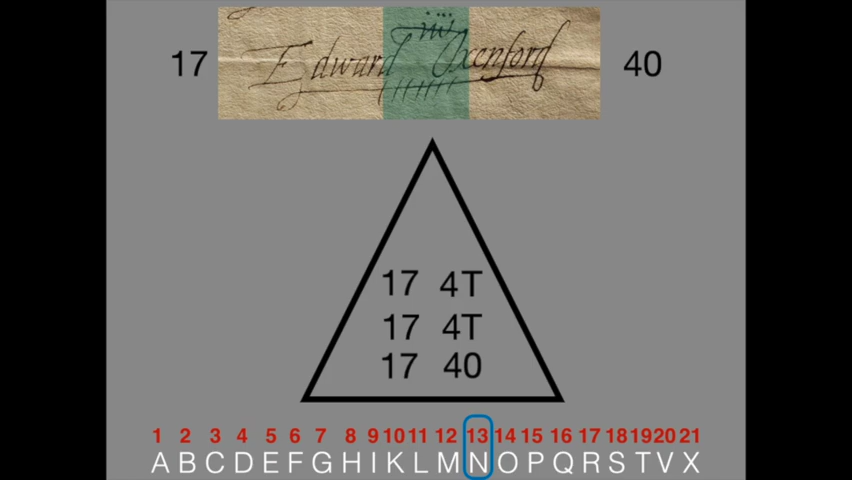 17 Edward Oxenford 40
17 4T
17 4T
17 40
1 2 3 4 5 6 7 8 9 10 11 12 13 14 15 16 17 18 19 20 21
A B C D E F G H I K L M N O P Q R S T V X